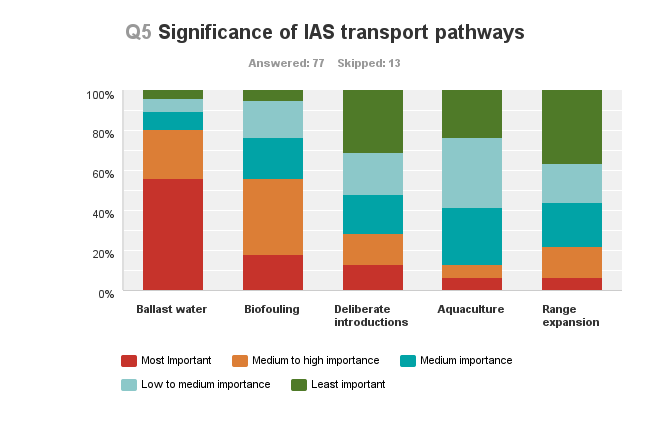 Q5 Significance of IAS transport pathways
Answered: 77 Skipped: 13
100%
80%
60%
40%
20%
0%
Ballast water Biofouling Deliberate introductions Aquaculture Range expansion
Most Important Medium to high importance Medium importance
Low to medium importance Least important